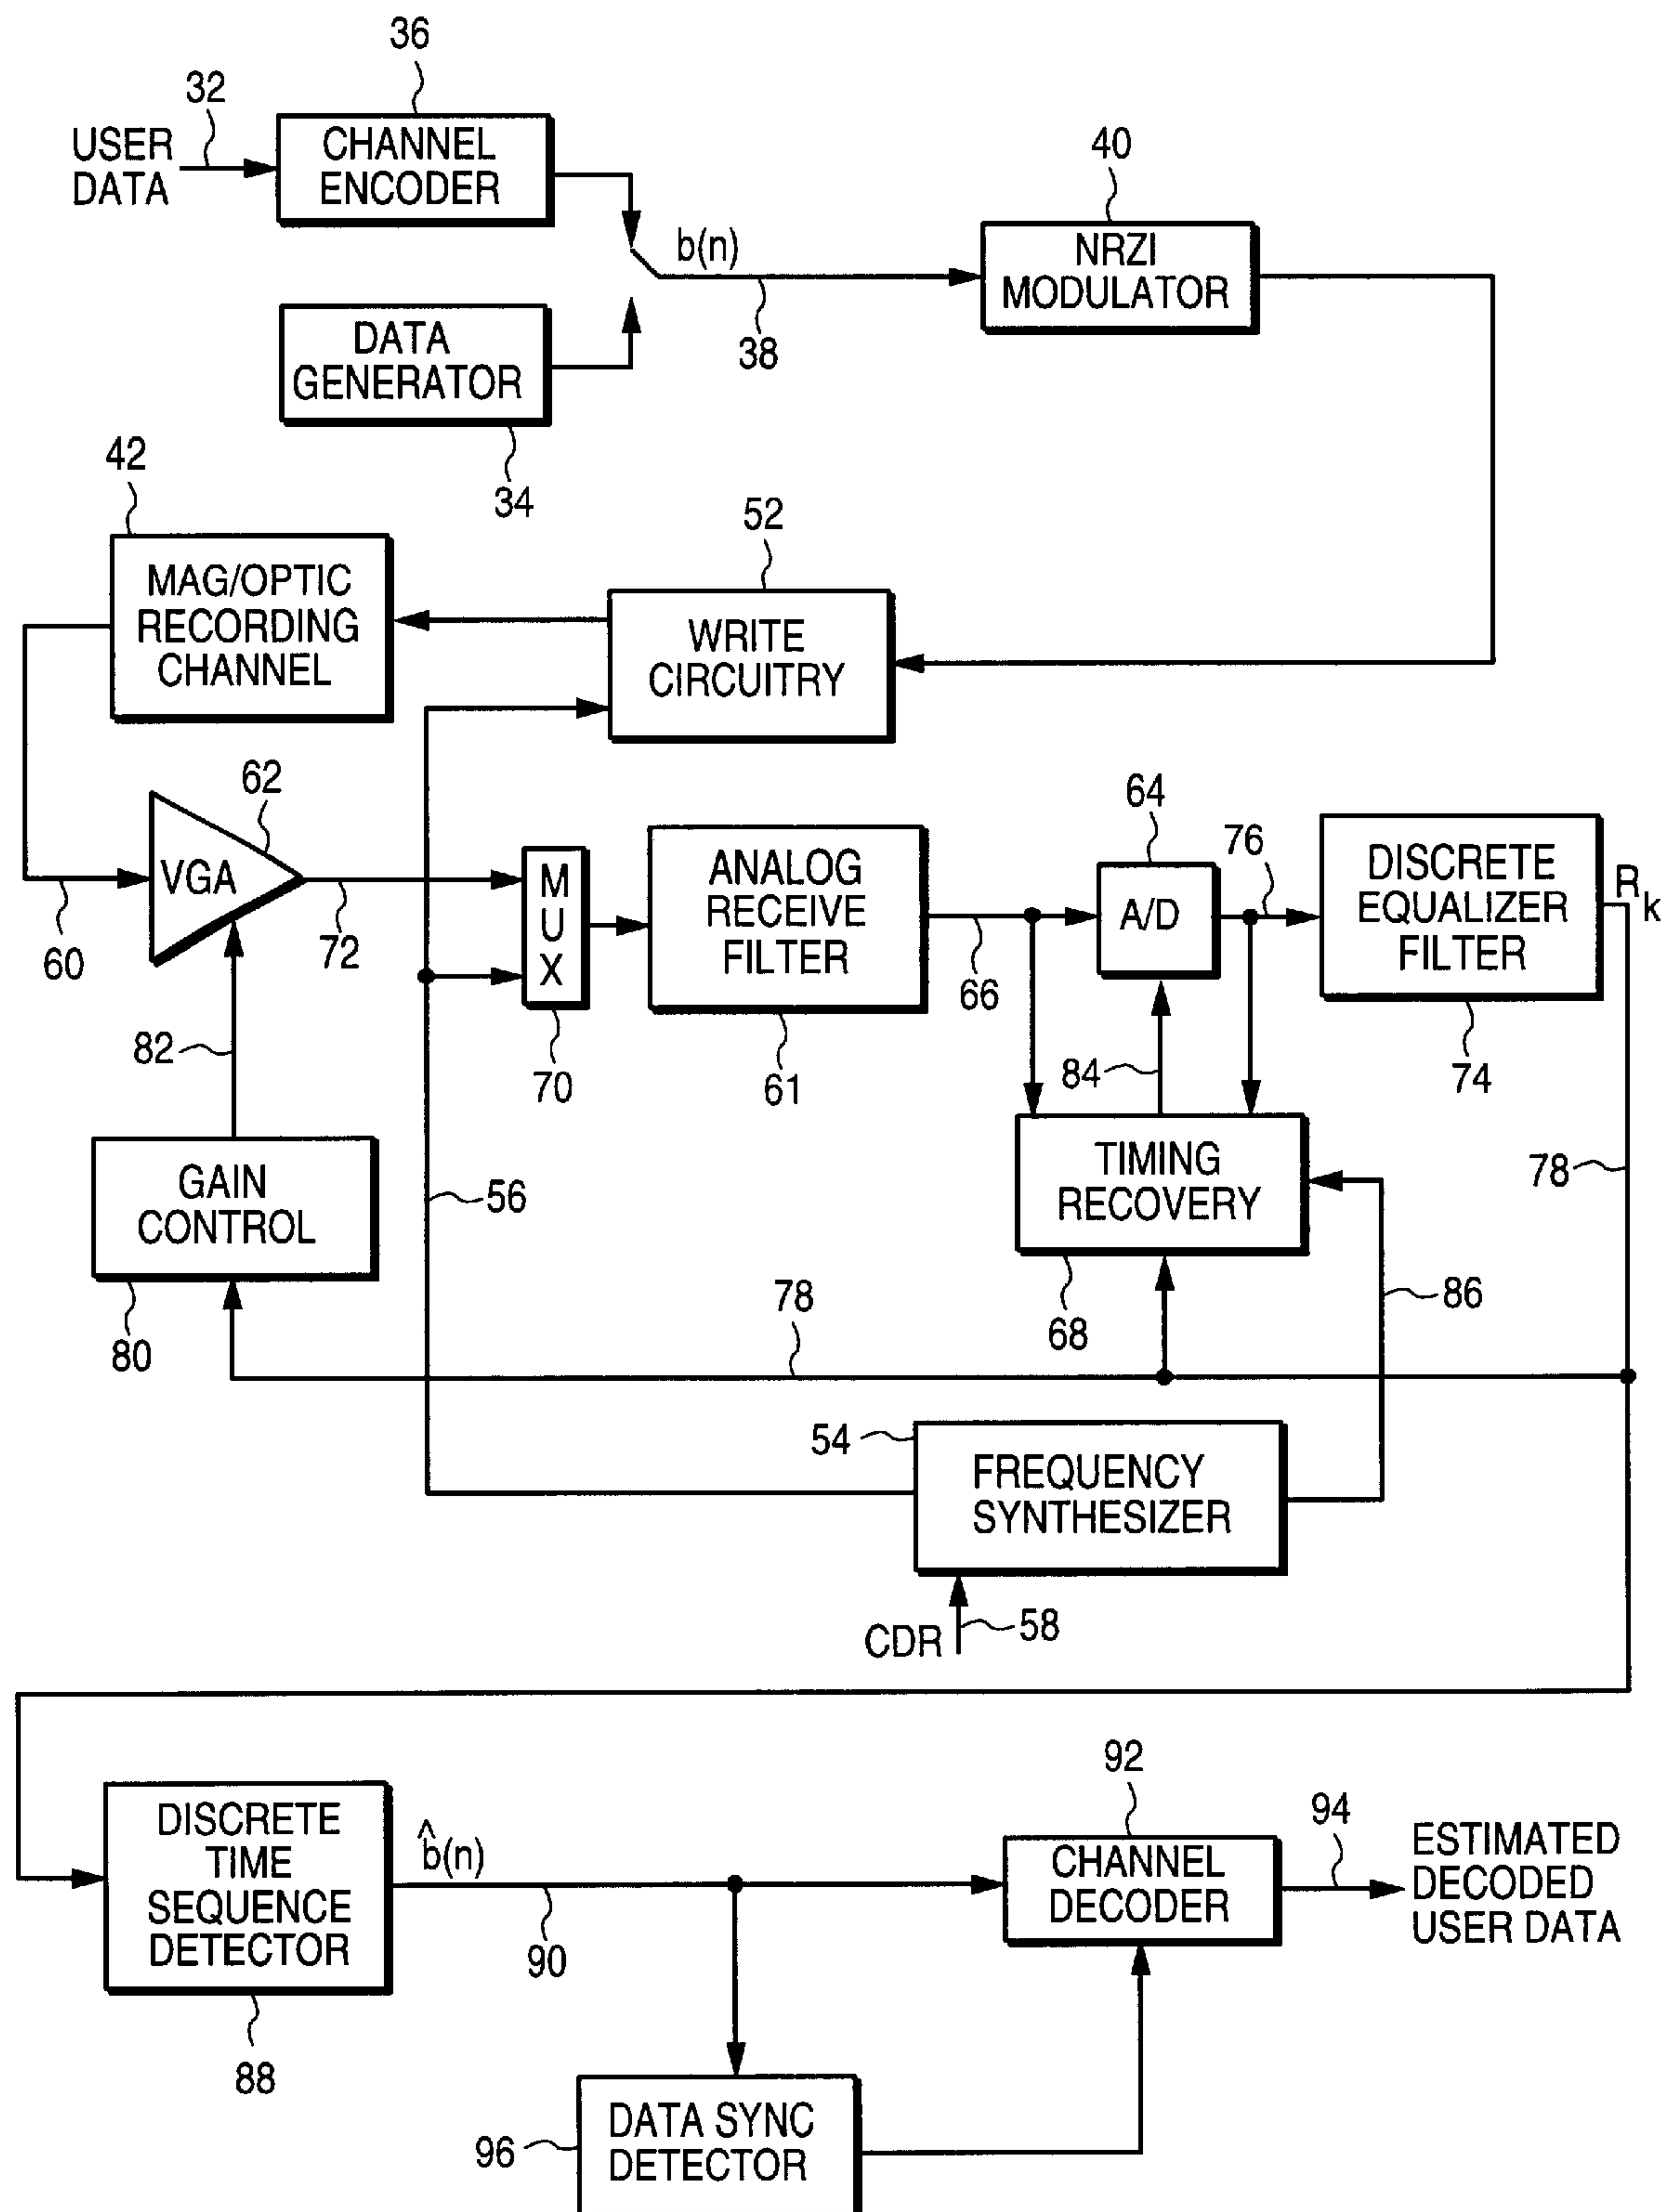 36
32
USER
DATA
CHANNEL
ENCODER
40
b(n)
NRZI
MODULATOR
38
DATA
GENERATOR
34
42
52
MAG/OPTIC
RECORDING
CHANNEL
WRITE
CIRCUITRY
62
64
76
VGA
60
72
M
U
X
70
ANALOG
RECEIVE
FILTER
61
66
A/D
DISCRETE
EQUALIZER
FILTER
Rk
74
82
84
GAIN
CONTROL
80
56
TIMING
RECOVERY
68
78
86
78
54
FREQUENCY
SYNTHESIZER
CDR
58
92
94
DISCRETE
TIME
SEQUENCE
DETECTOR
88
b̂(n)
90
CHANNEL
DECODER
ESTIMATED
DECODED
USER DATA
96
DATA SYNC
DETECTOR